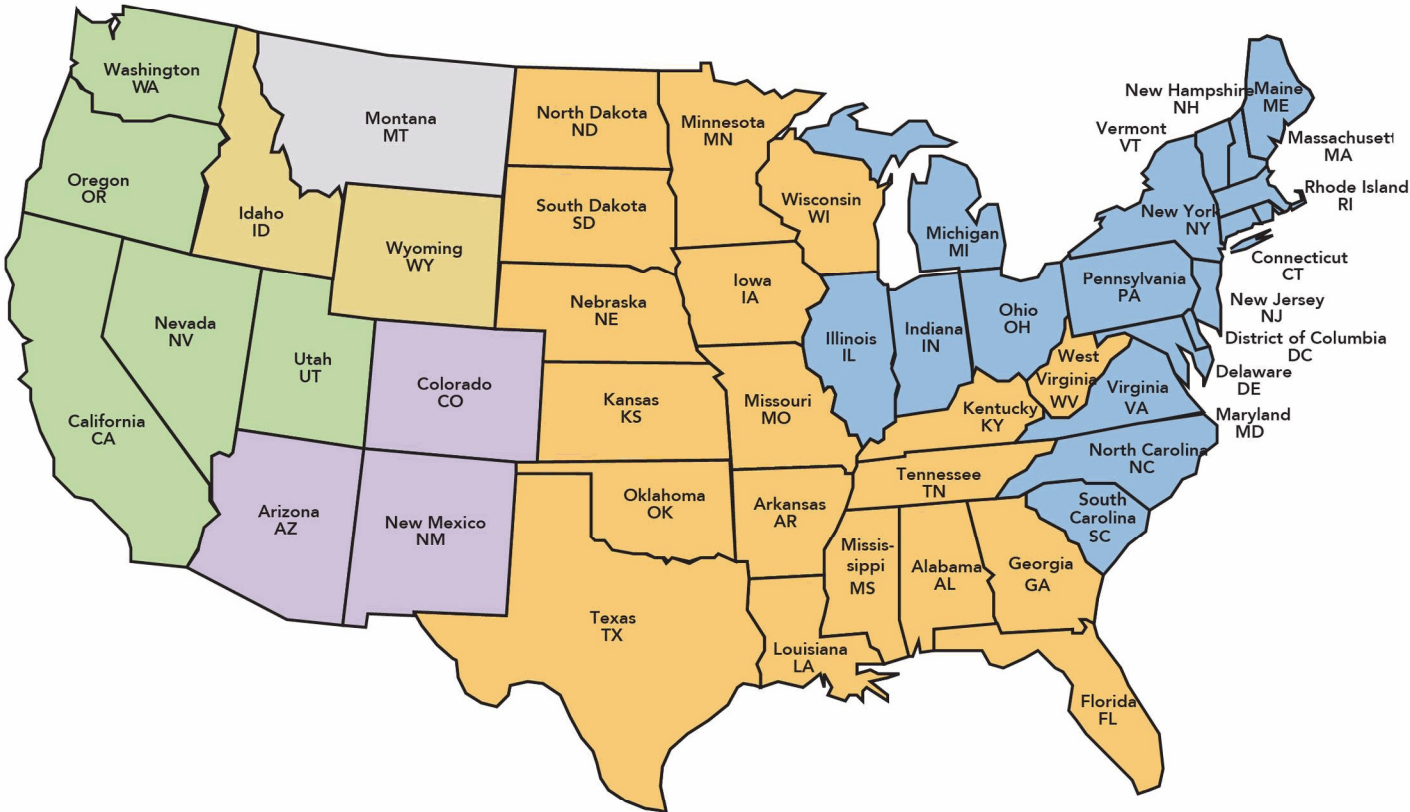 Washington
WA
Oregon
OR
California
CA
Nevada
NV
Idaho
ID
Montana
MT
Wyoming
WY
Utah
UT
Colorado
CO
Arizona
AZ
New Mexico
NM
North Dakota
ND
South Dakota
SD
Nebraska
NE
Kansas
KS
Oklahoma
OK
Texas
TX
Minnesota
MN
Iowa
IA
Missouri
MO
Arkansas
AR
Louisiana
LA
Wisconsin
WI
Illinois
IL
Michigan
MI
Indiana
IN
Ohio
OH
Kentucky
KY
Tennessee
TN
Missis-
sippi
MS
Alabama
AL
Georgia
GA
Florida
FL
South
Carolina
SC
North Carolina
NC
Virginia
VA
West
Virginia
WV
Pennsylvania
PA
New York
NY
Vermont
VT
New Hampshire
NH
Maine
ME
Massachusett
MA
Rhode Island
RI
Connecticut
CT
New Jersey
NJ
District of Columbia
DC
Delaware
DE
Maryland
MD